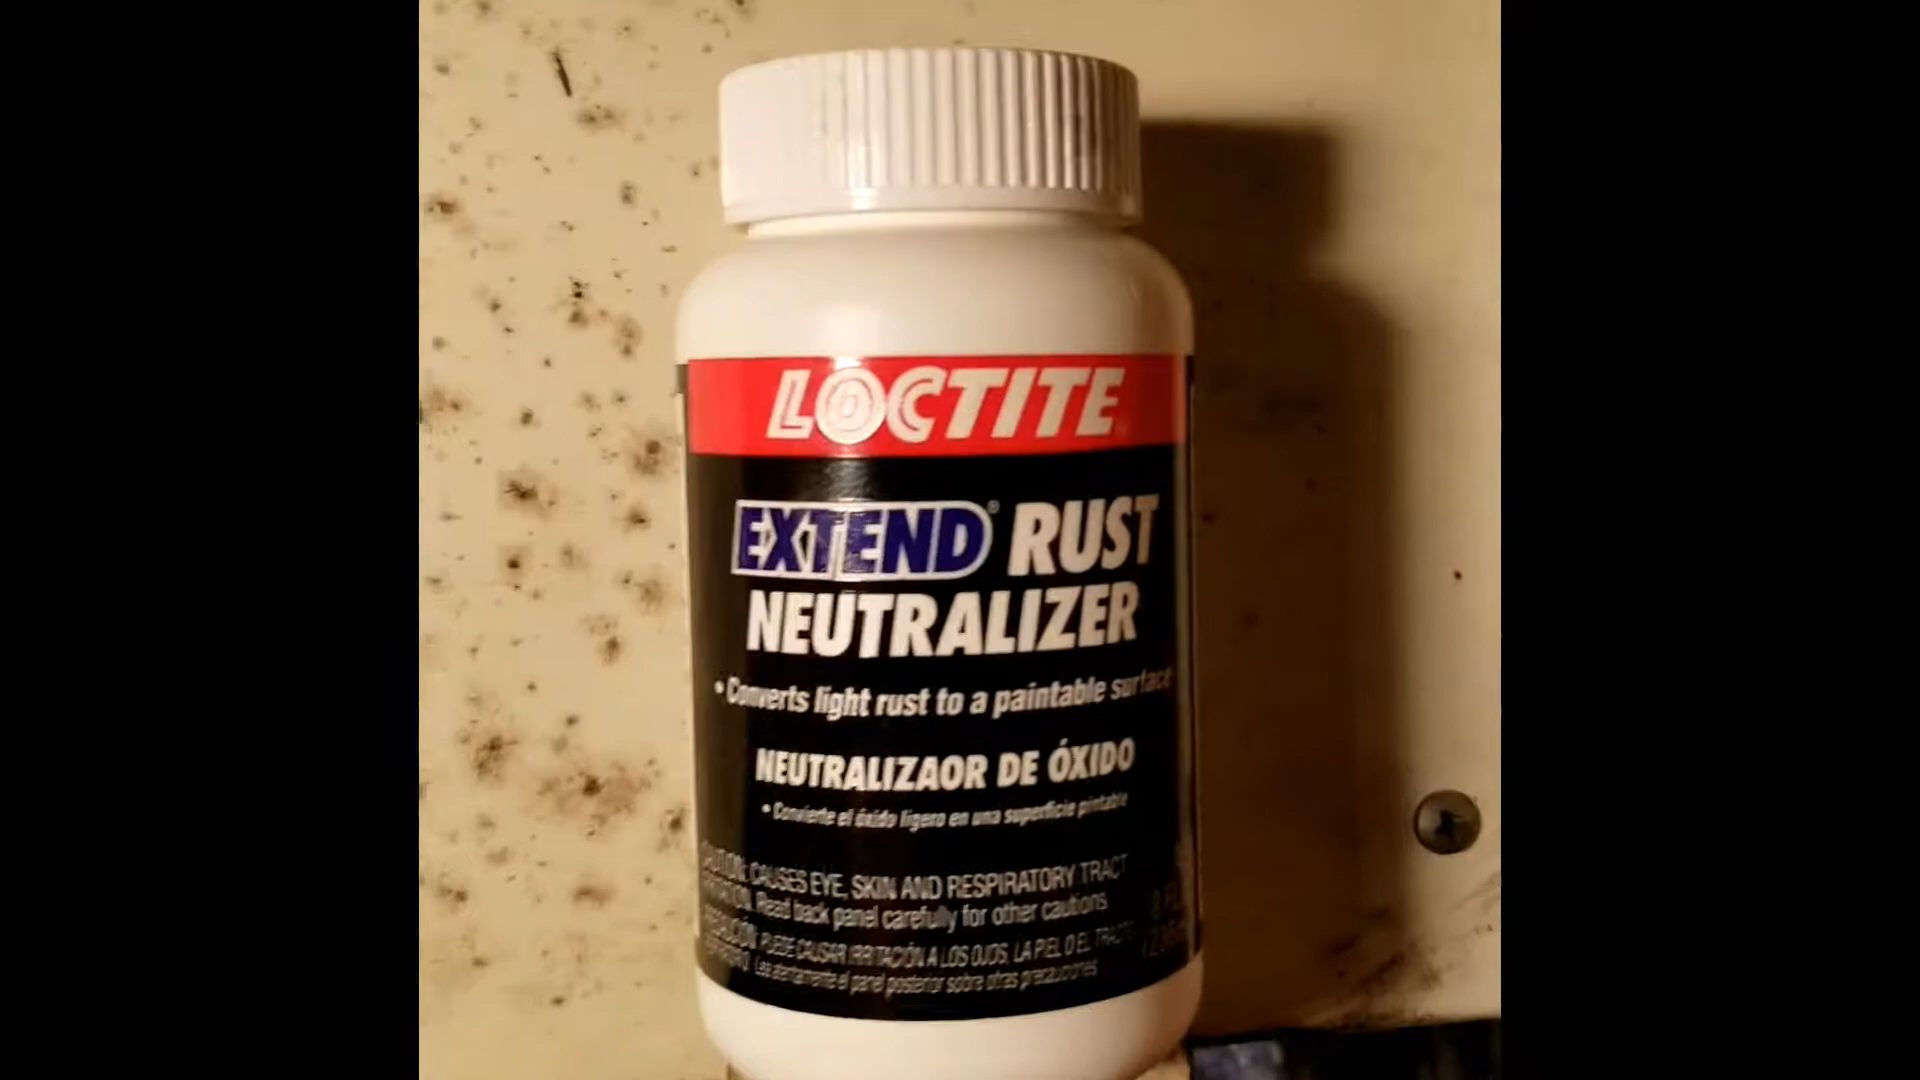 LOCTITE
EXTEND® RUST
NEUTRALIZER
• Converts light rust to a paintable surface
NEUTRALIZAOR DE ÓXIDO
• Convierte el óxido ligero en una superficie pintable
CAUTION: CAUSES EYE, SKIN AND RESPIRATORY TRACT
IRRITATION. Read back panel carefully for other cautions.
PUEDE CAUSAR IRRITACIÓN A LOS OJOS, LA PIEL O EL TRACTO
Lea atentamente el panel posterior sobre otras precauciones